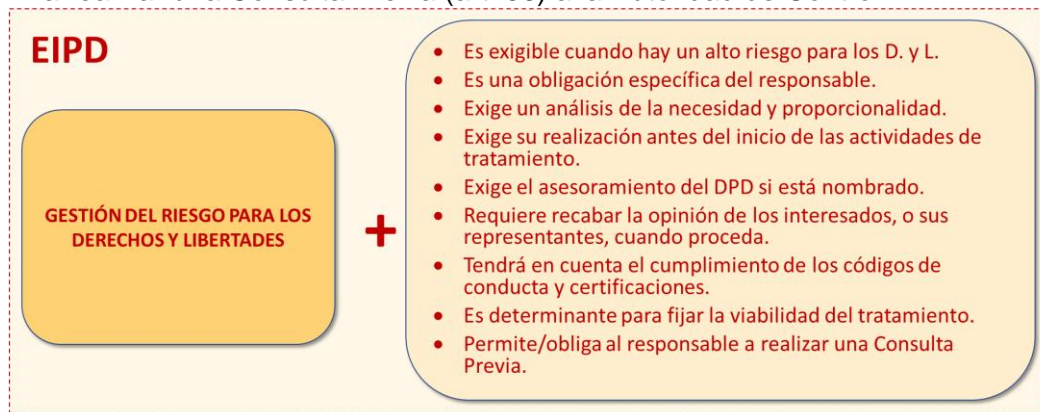 EIPD
GESTIÓN DEL RIESGO PARA LOS
DERECHOS Y LIBERTADES
+
• Es exigible cuando hay un alto riesgo para los D. y L.
• Es una obligación específica del responsable.
• Exige un análisis de la necesidad y proporcionalidad.
• Exige su realización antes del inicio de las actividades de
tratamiento.
• Exige el asesoramiento del DPD si está nombrado.
• Requiere recabar la opinión de los interesados, o sus
representantes, cuando proceda.
• Tendrá en cuenta el cumplimiento de los códigos de
conducta y certificaciones.
• Es determinante para fijar la viabilidad del tratamiento.
• Permite/obliga al responsable a realizar una Consulta
Previa.